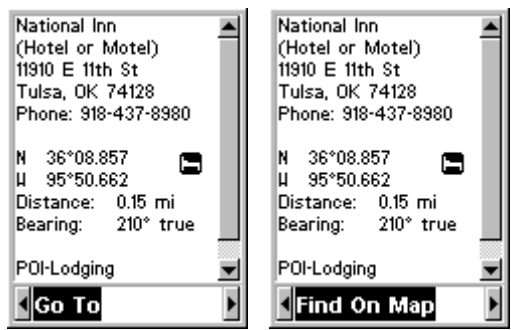 National Inn
(Hotel or Motel)
11910 E 11th St
Tulsa, OK 74128
Phone: 918-437-8980
N 36°08.857
W 95°50.662
Distance: 0.15 mi
Bearing: 210° true
POI-Lodging
Go To
National Inn
(Hotel or Motel)
11910 E 11th St
Tulsa, OK 74128
Phone: 918-437-8980
N 36°08.857
W 95°50.662
Distance: 0.15 mi
Bearing: 210° true
POI-Lodging
Find On Map